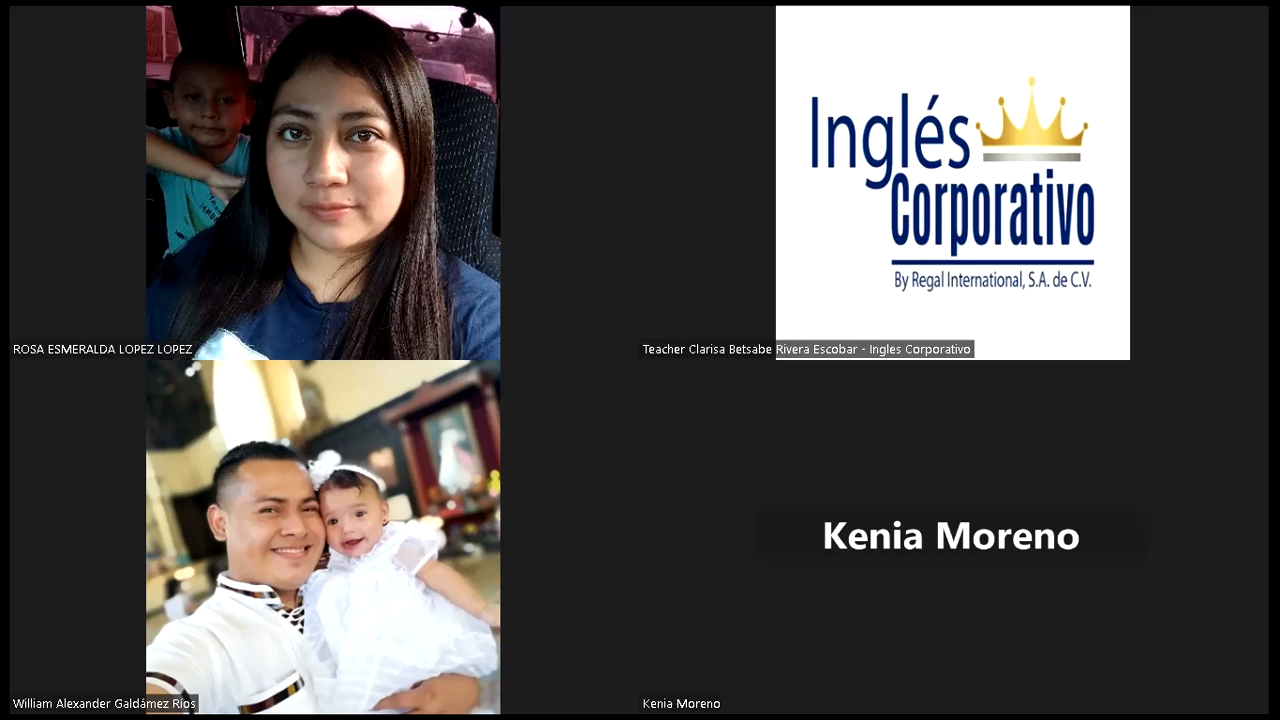 ROSA ESMERALDA LOPEZ LOPEZ
Inglés
Corporativo
By Regal International, S.A. de C.V.
Teacher Clarisa Betsabe Rivera Escobar - Ingles Corporativo
William Alexander Galdámez Ríos
Kenia Moreno
Kenia Moreno